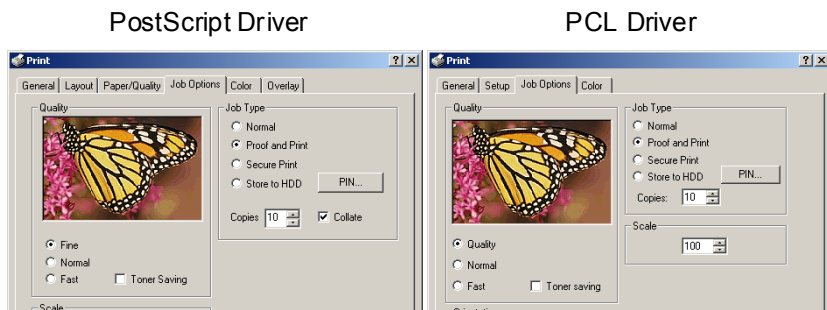 PostScript Driver
PCL Driver
Print
General Layout Paper/Quality Job Options Color Overlay
Quality
Job Type
Normal
Proof and Print
Secure Print
Store to HDD PIN...
Copies 10 Collate
Fine
Normal
Fast Toner Saving
Scale
Print
General Setup Job Options Color
Quality
Job Type
Normal
Proof and Print
Secure Print
Store to HDD PIN...
Copies: 10
Scale
100
Quality
Normal
Fast Toner saving